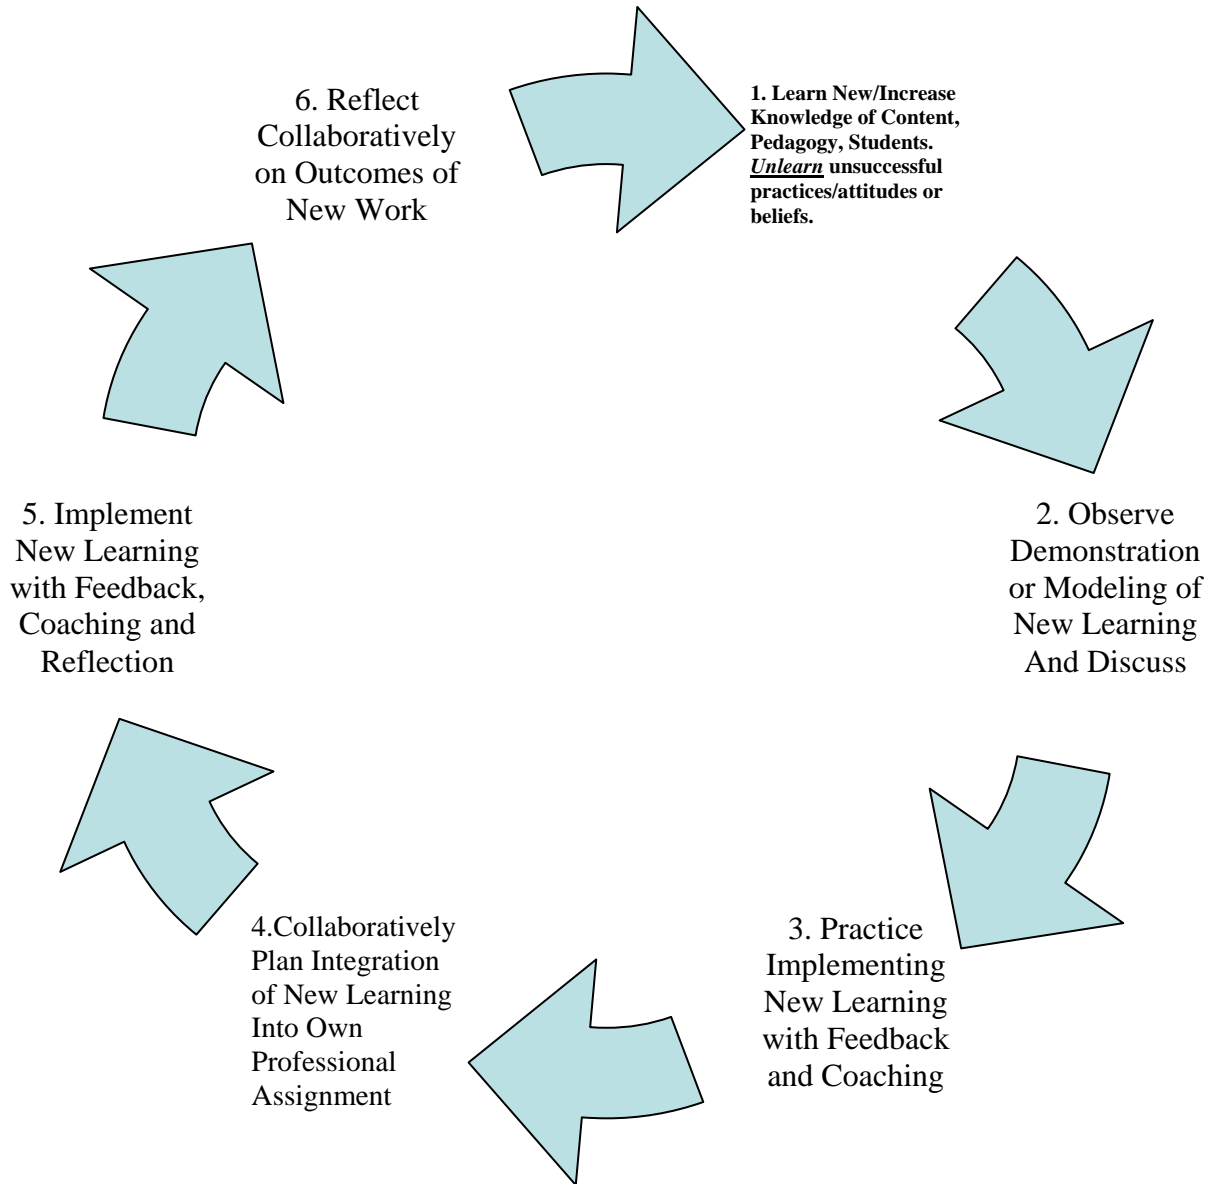 1. Learn New/Increase
Knowledge of Content,
Pedagogy, Students.
Unlearn unsuccessful
practices/attitudes or
beliefs.
2. Observe
Demonstration
or Modeling of
New Learning
And Discuss
3. Practice
Implementing
New Learning
with Feedback
and Coaching
4.Collaboratively
Plan Integration
of New Learning
Into Own
Professional
Assignment
5. Implement
New Learning
with Feedback,
Coaching and
Reflection
6. Reflect
Collaboratively
on Outcomes of
New Work